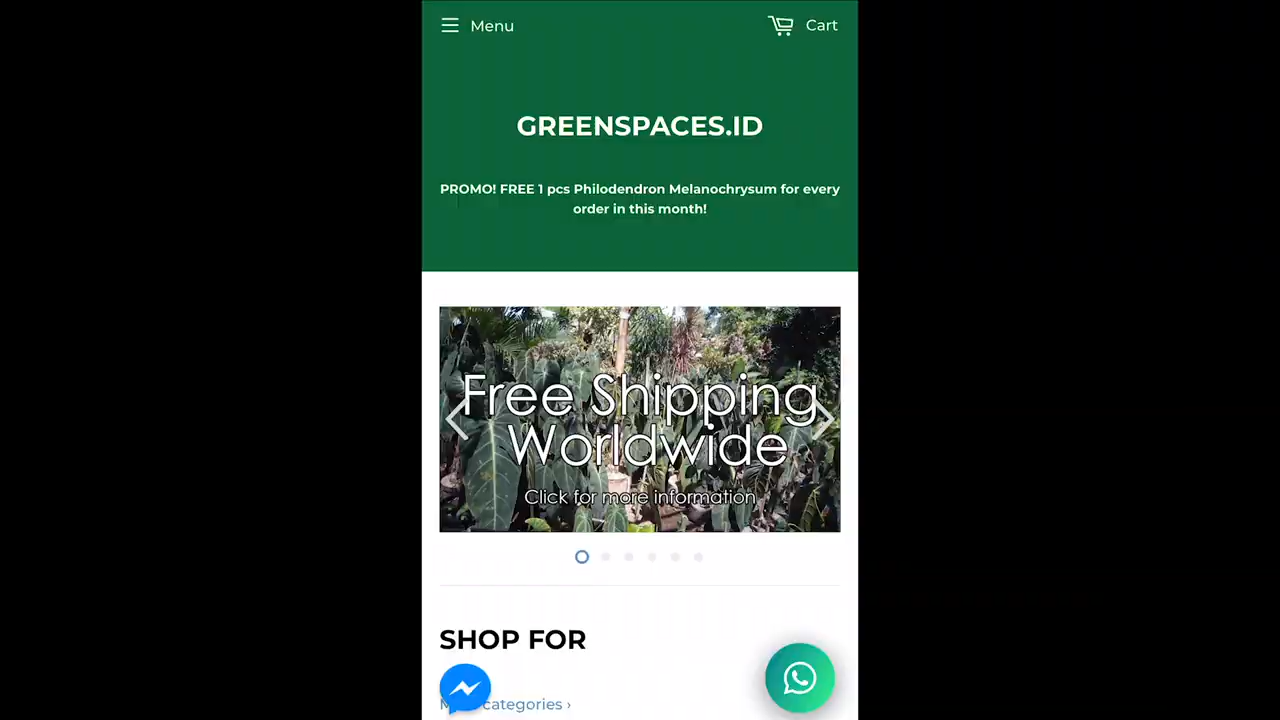 Menu
Cart
GREENSPACES.ID
PROMO! FREE 1 pcs Philodendron Melanochrysum for every
order in this month!
Free Shipping
Worldwide
Click for more information
SHOP FOR
categories ›